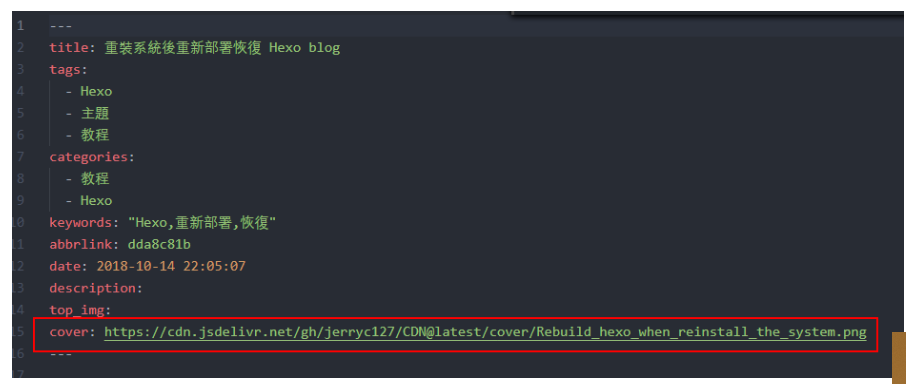 1 ---
2 title: 重裝系統後重新部署恢復 Hexo blog
3 tags:
4 - Hexo
5 - 主題
6 - 教程
7 categories:
8 - 教程
9 - Hexo
10 keywords: "Hexo,重新部署,恢復"
11 abbrlink: dda8c81b
12 date: 2018-10-14 22:05:07
13 description:
14 top_img:
15 cover: https://cdn.jsdelivr.net/gh/jerryc127/CDN@latest/cover/Rebuild_hexo_when_reinstall_the_system.png
16 ---
17